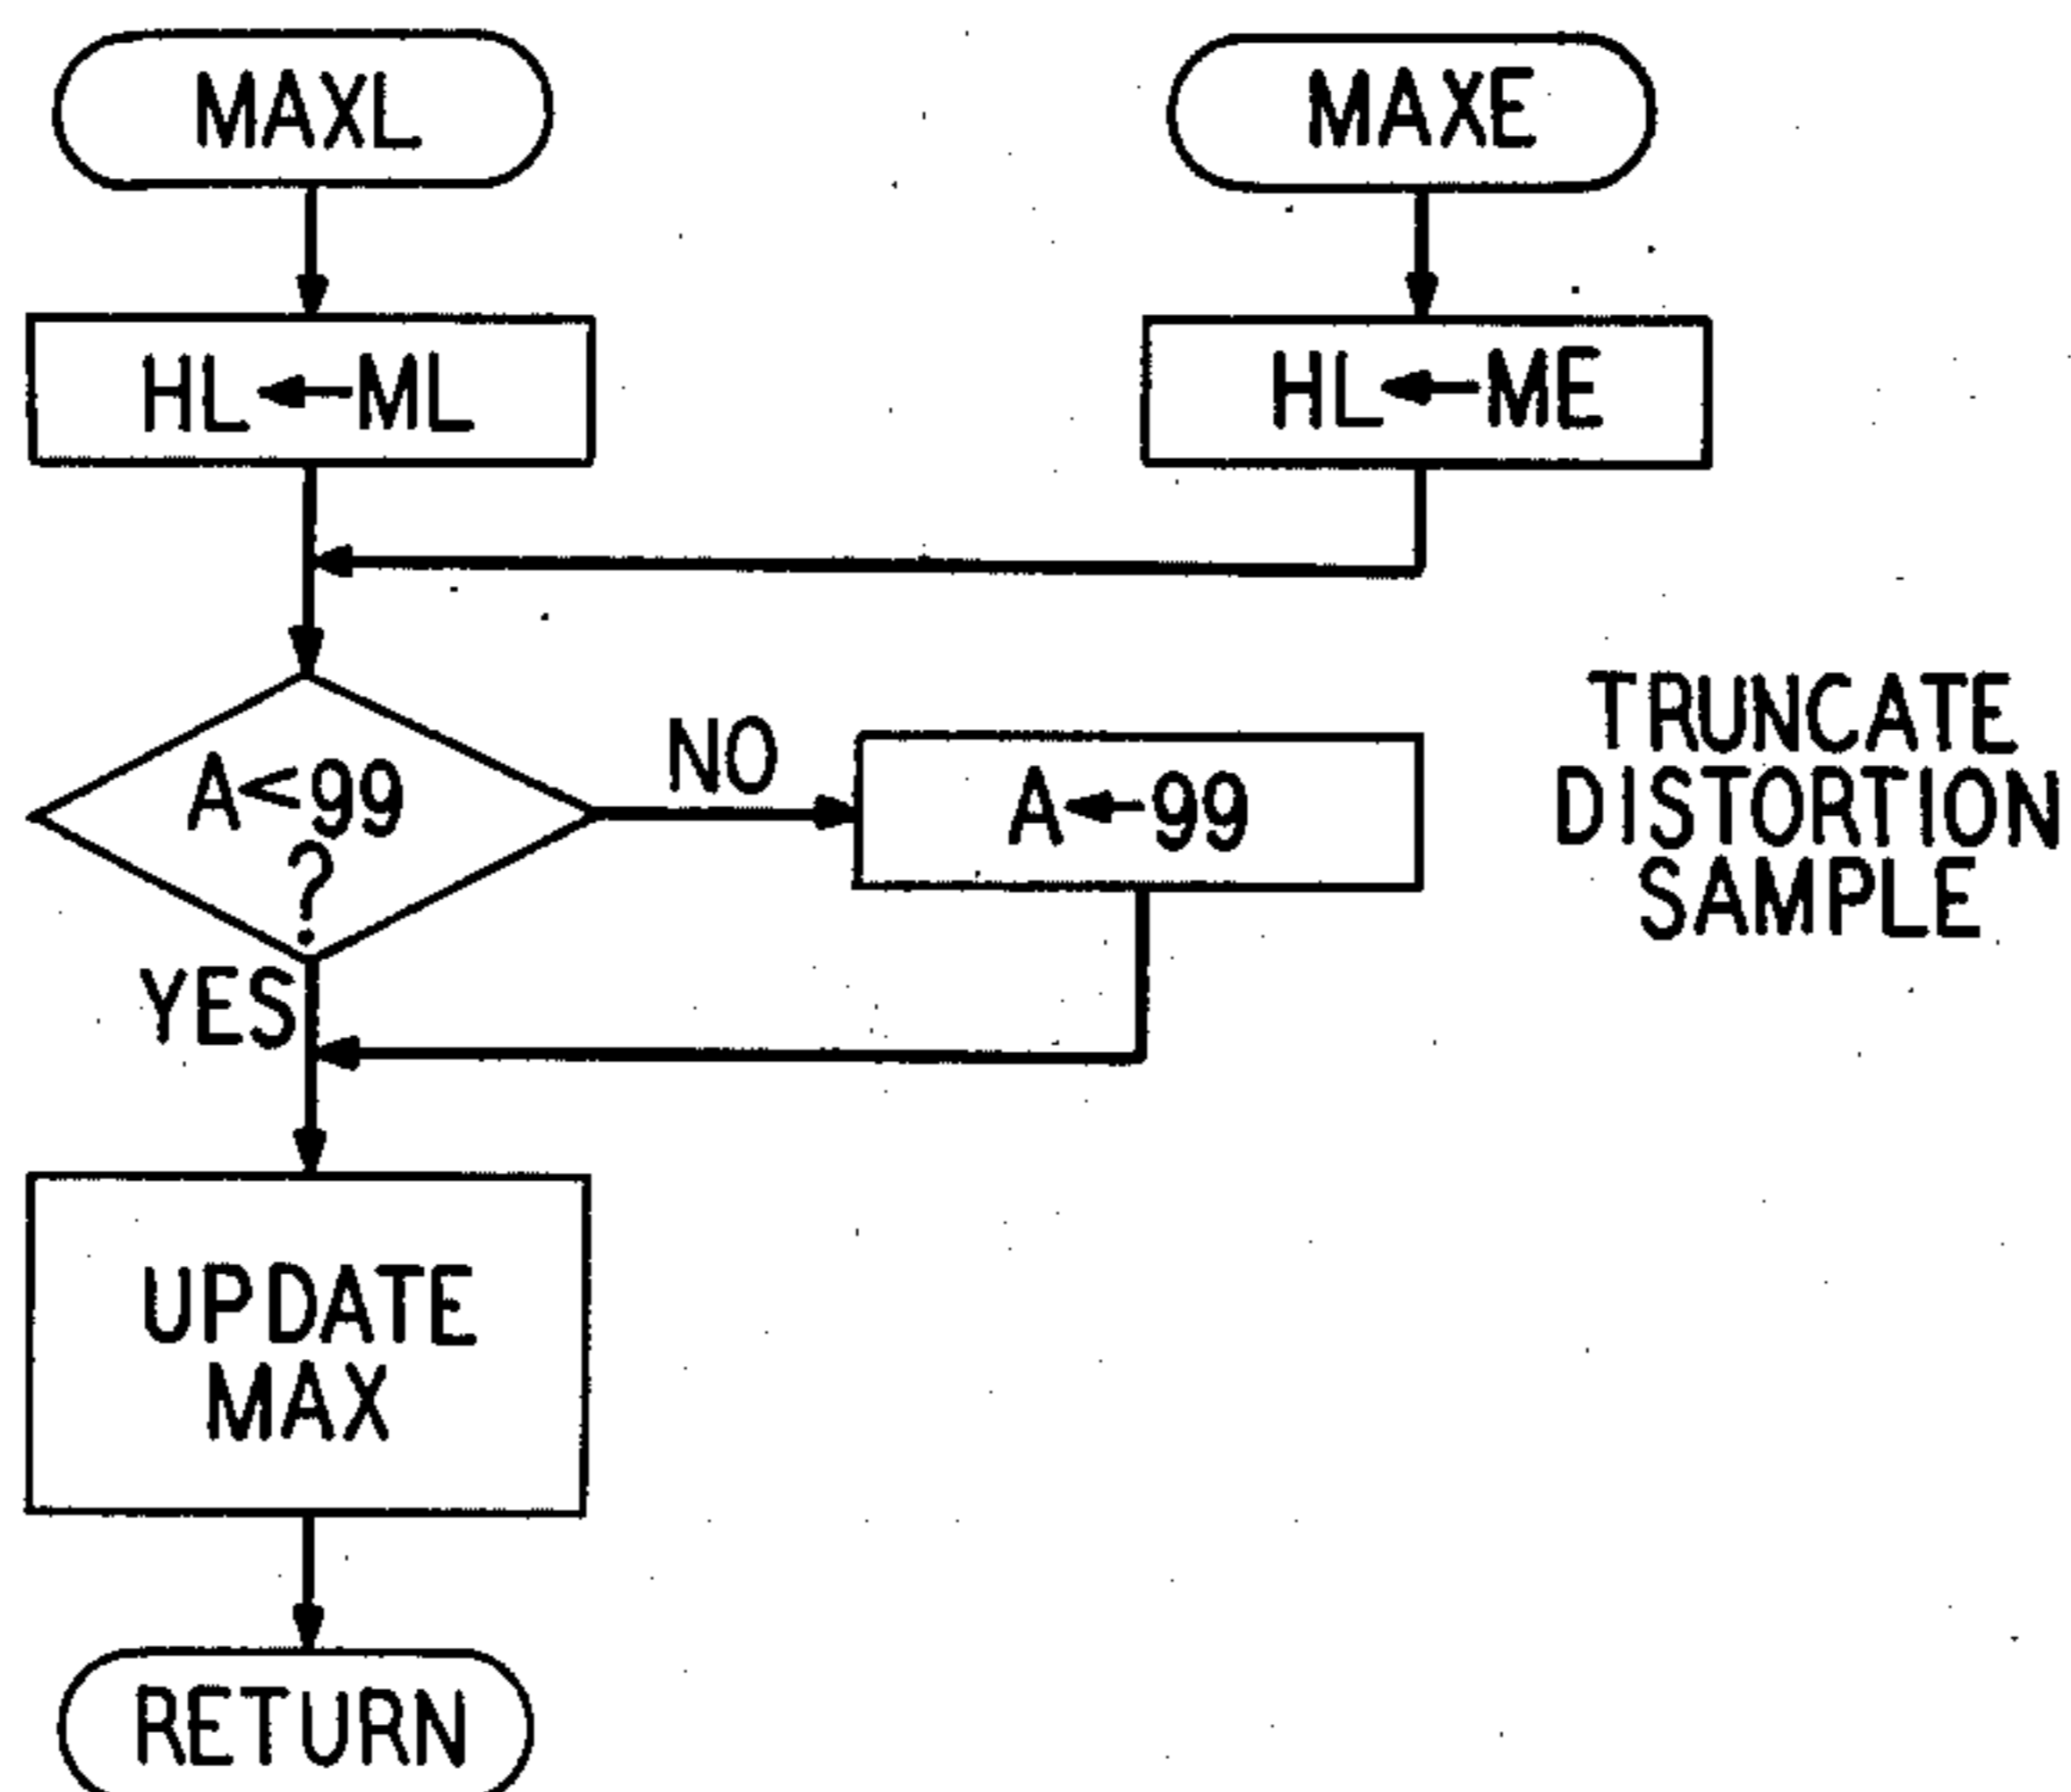 MAXL
MAXE
HL←ML
HL←ME
A<99
?
NO
A←99
TRUNCATE
DISTORTION
SAMPLE
YES
UPDATE
MAX
RETURN